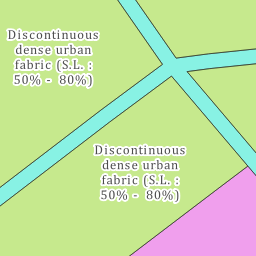 Discontinuous
dense urban
fabric (S.L. :
50% -  80%)
Discontinuous
dense urban
fabric (S.L. :
50% -  80%)